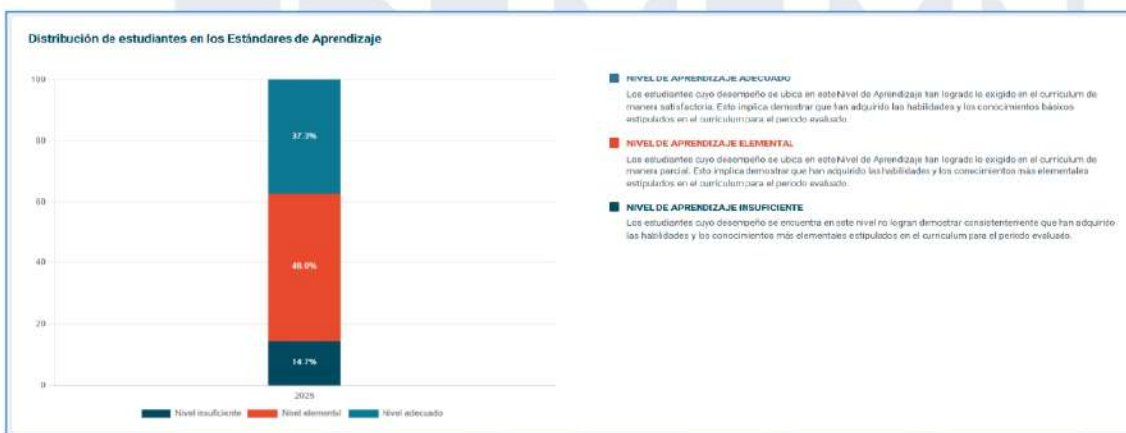 Distribución de estudiantes en los Estándares de Aprendizaje
100
80
60
40
20
0
37.3%
48.0%
14.7%
2025
Nivel insuficiente Nivel elemental Nivel adecuado
NIVEL DE APRENDIZAJE ADECUADO
Los estudiantes cuyo desempeño se ubica en este Nivel de Aprendizaje han logrado lo exigido en el currículum de
manera satisfactoria. Esto implica demostrar que han adquirido las habilidades y los conocimientos básicos
estipulados en el currículum para el periodo evaluado.
NIVEL DE APRENDIZAJE ELEMENTAL
Los estudiantes cuyo desempeño se ubica en este Nivel de Aprendizaje han logrado lo exigido en el currículum de
manera parcial. Esto implica demostrar que han adquirido las habilidades y los conocimientos más elementales
estipulados en el currículum para el periodo evaluado.
NIVEL DE APRENDIZAJE INSUFICIENTE
Los estudiantes cuyo desempeño se encuentra en este nivel no logran demostrar consistentemente que han adquirido
las habilidades y los conocimientos más elementales estipulados en el currículum para el periodo evaluado.